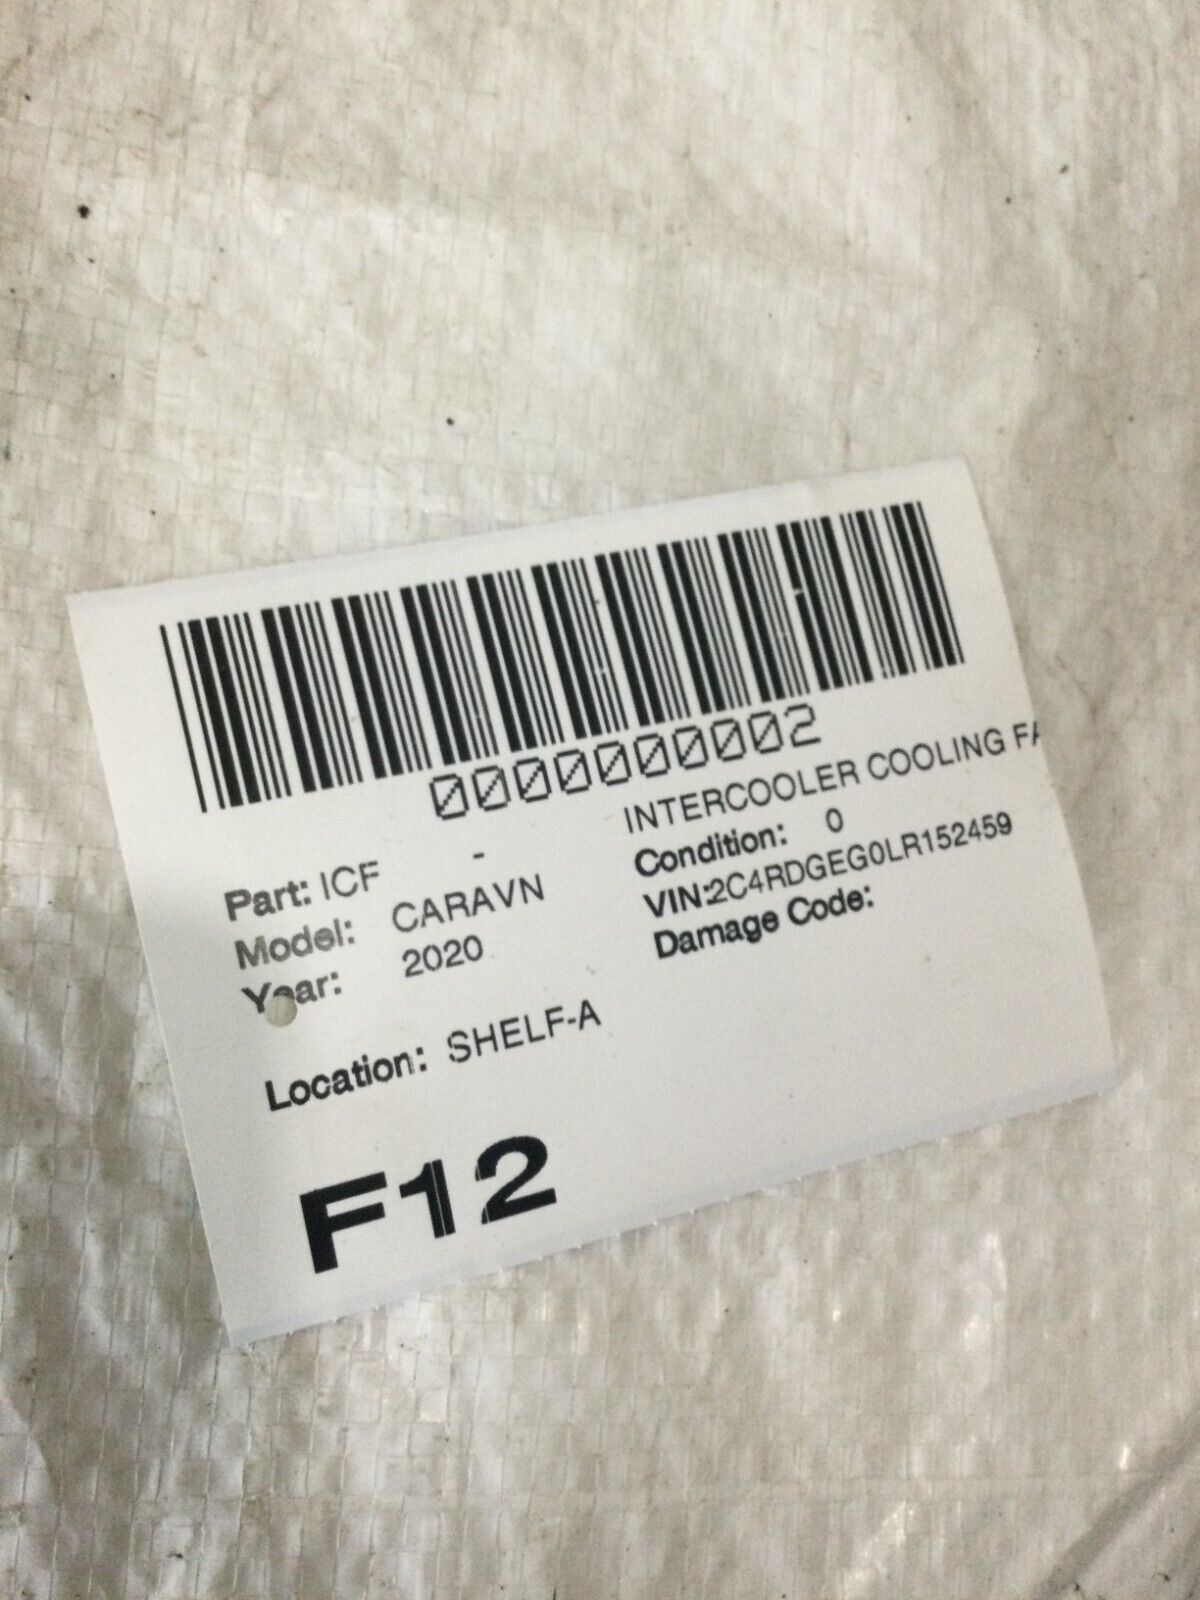 0000000002
Part: ICF - INTERCOOLER COOLING FA
Model: CARAVN Condition: 0
Year: 2020 VIN:2C4RDGEG0LR152459
Damage Code:
Location: SHELF-A
F12